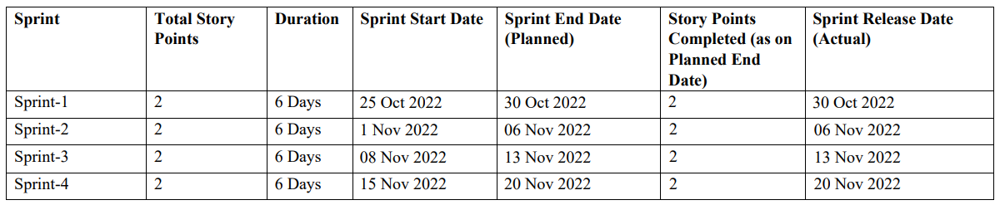 Sprint Total Story Points Duration Sprint Start Date Sprint End Date (Planned) Story Points Completed (as on Planned End Date) Sprint Release Date (Actual)
Sprint-1 2 6 Days 25 Oct 2022 30 Oct 2022 2 30 Oct 2022
Sprint-2 2 6 Days 1 Nov 2022 06 Nov 2022 2 06 Nov 2022
Sprint-3 2 6 Days 08 Nov 2022 13 Nov 2022 2 13 Nov 2022
Sprint-4 2 6 Days 15 Nov 2022 20 Nov 2022 2 20 Nov 2022